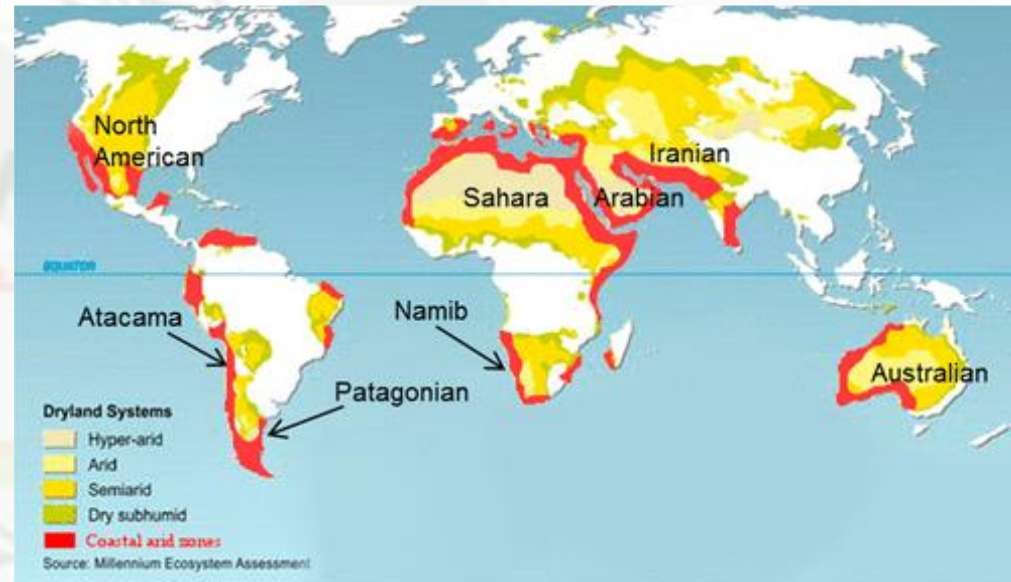 North
American
Iranian
Sahara
Arabian
EQUATOR
Atacama
Namib
Australian
Patagonian
Dryland Systems
Hyper-arid
Arid
Semiarid
Dry subhumid
Coastal arid zones
Source: Millennium Ecosystem Assessment